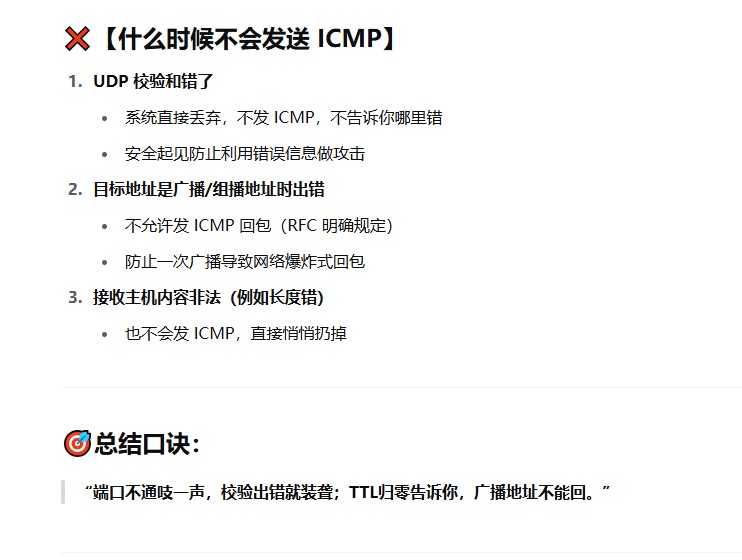 ❌【什么时候不会发送 ICMP】
1. UDP 校验和错了
• 系统直接丢弃，不发 ICMP，不告诉你哪里错
• 安全起见防止利用错误信息做攻击
2. 目标地址是广播/组播地址时出错
• 不允许发 ICMP 回包（RFC 明确规定）
• 防止一次广播导致网络爆炸式回包
3. 接收主机内容非法（例如长度错）
• 也不会发 ICMP，直接悄悄扔掉
🎯总结口诀：
“端口不通吱一声，校验出错就装聋；TTL归零告诉你，广播地址不能回。”